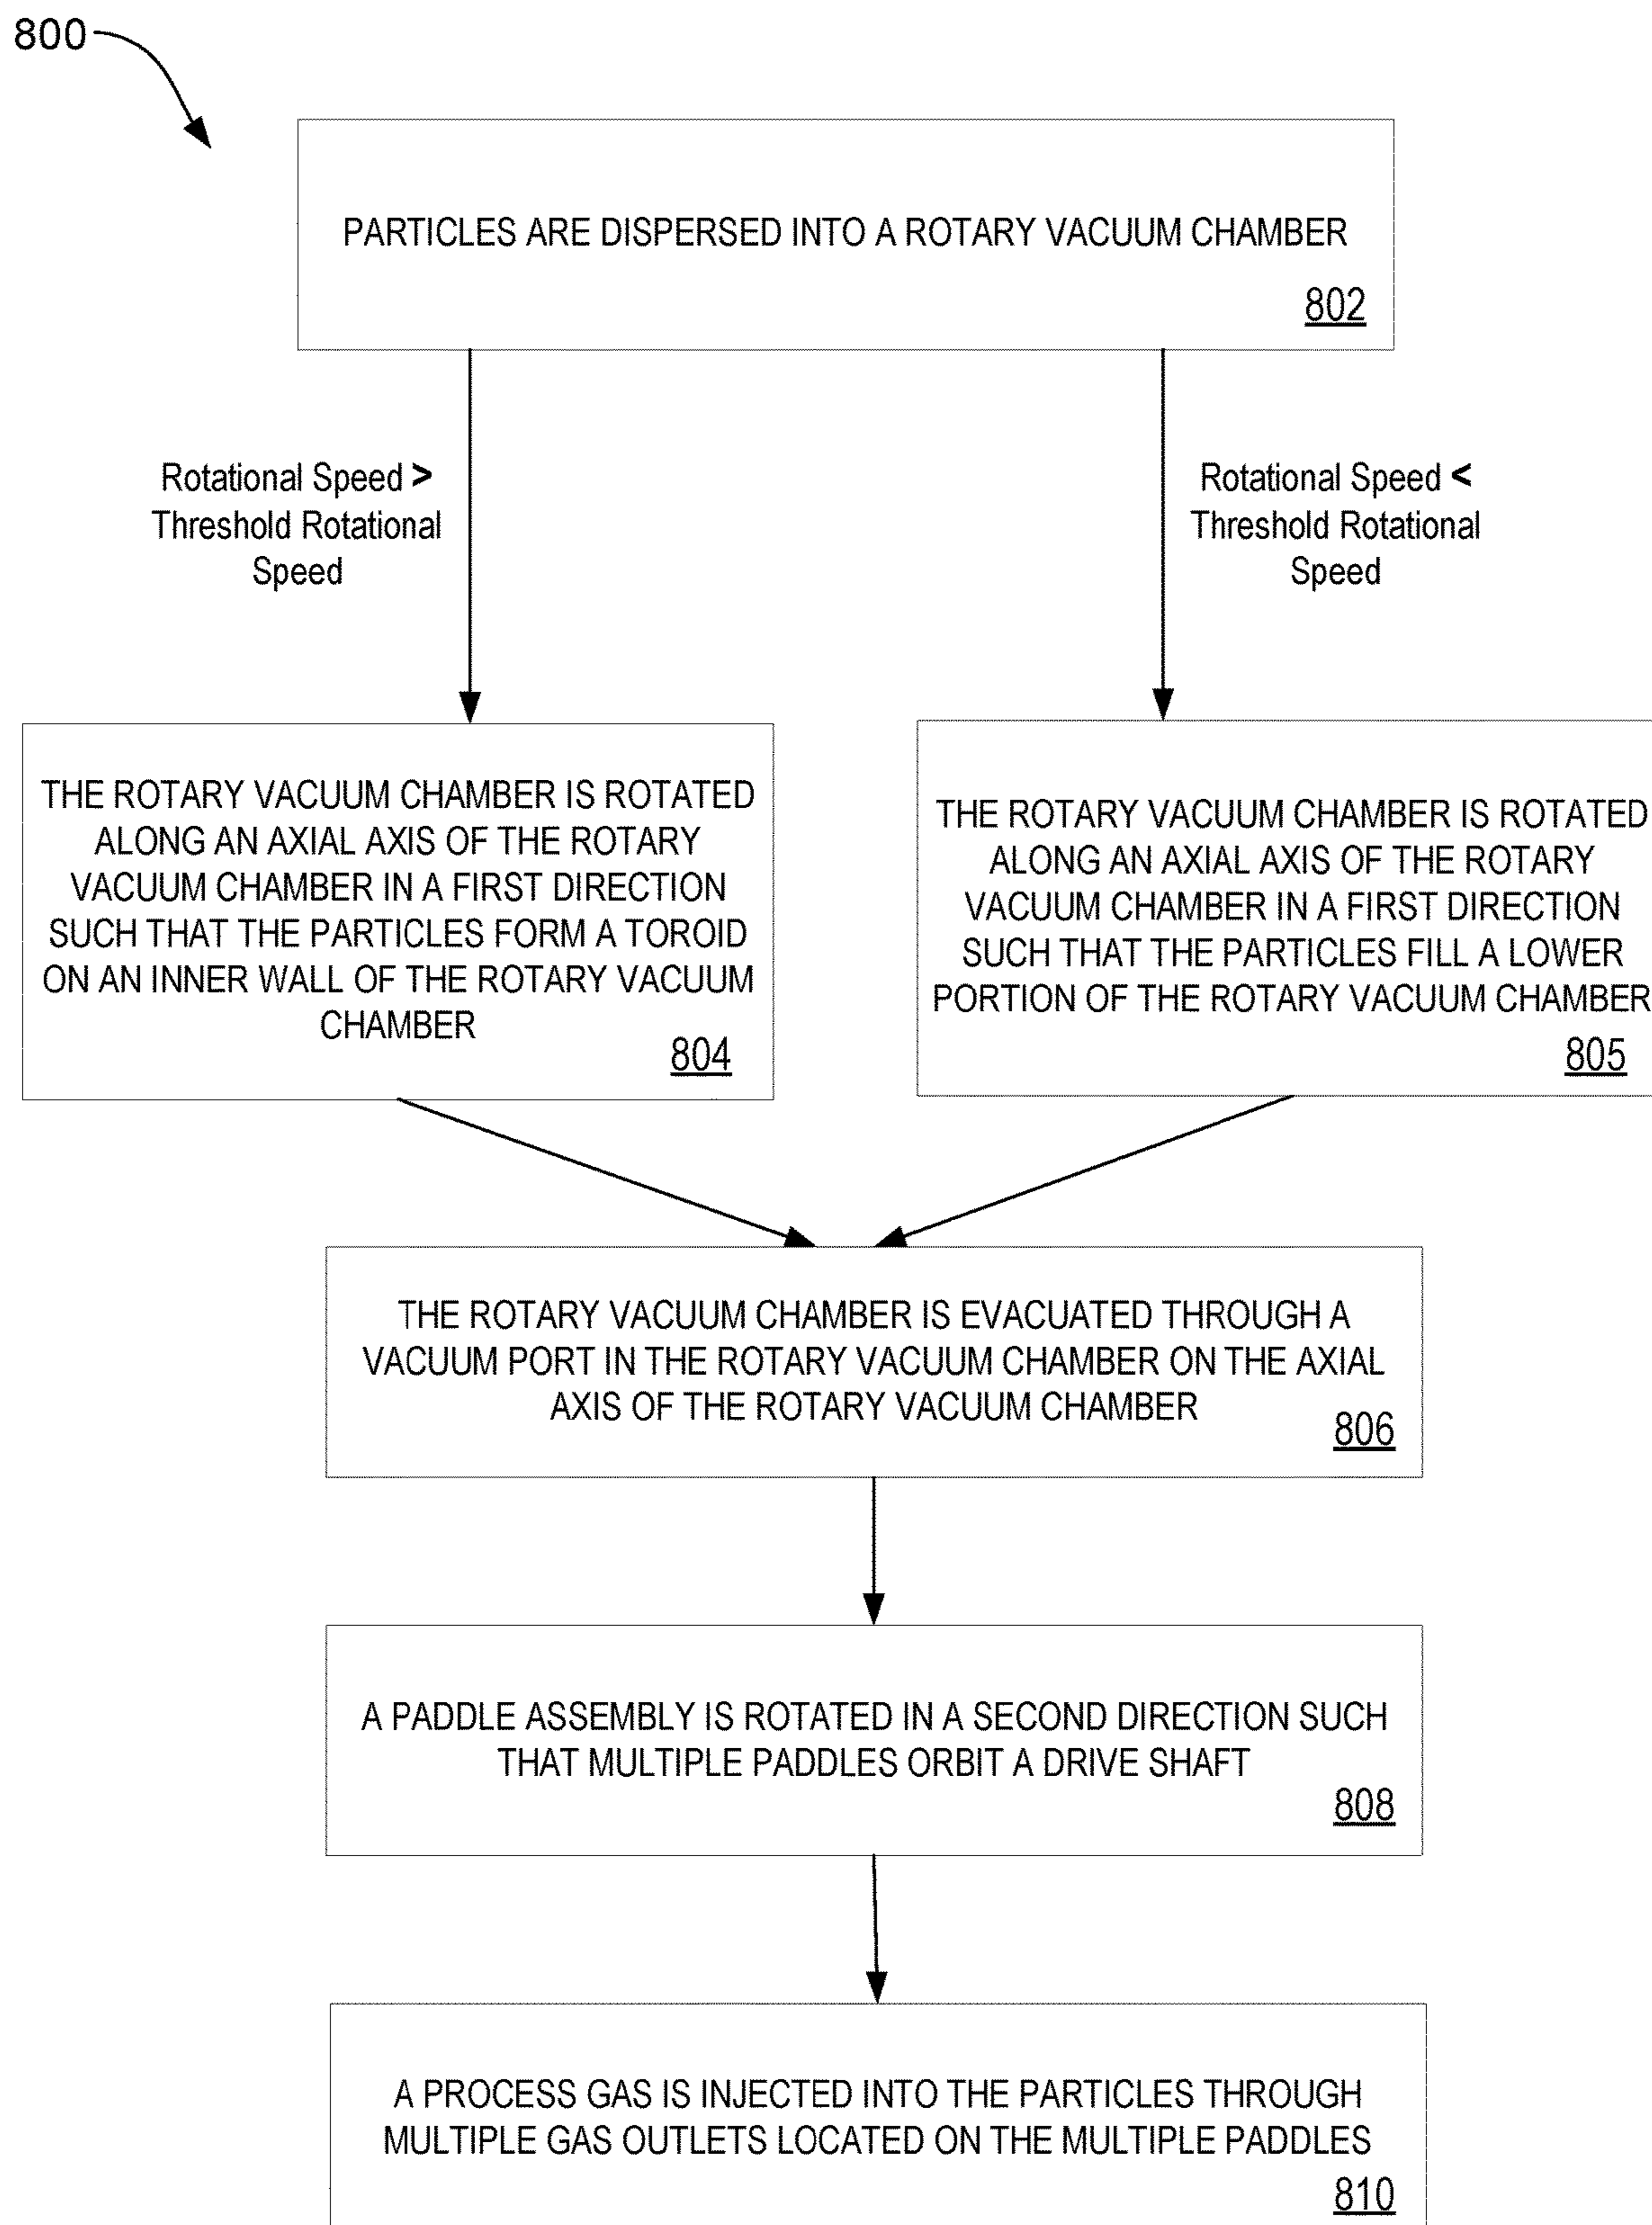 800
PARTICLES ARE DISPERSED INTO A ROTARY VACUUM CHAMBER
802
Rotational Speed >
Threshold Rotational
Speed
Rotational Speed <
Threshold Rotational
Speed
THE ROTARY VACUUM CHAMBER IS ROTATED
ALONG AN AXIAL AXIS OF THE ROTARY
VACUUM CHAMBER IN A FIRST DIRECTION
SUCH THAT THE PARTICLES FORM A TOROID
ON AN INNER WALL OF THE ROTARY VACUUM
CHAMBER
804
THE ROTARY VACUUM CHAMBER IS ROTATED
ALONG AN AXIAL AXIS OF THE ROTARY
VACUUM CHAMBER IN A FIRST DIRECTION
SUCH THAT THE PARTICLES FILL A LOWER
PORTION OF THE ROTARY VACUUM CHAMBER
805
THE ROTARY VACUUM CHAMBER IS EVACUATED THROUGH A
VACUUM PORT IN THE ROTARY VACUUM CHAMBER ON THE AXIAL
AXIS OF THE ROTARY VACUUM CHAMBER
806
A PADDLE ASSEMBLY IS ROTATED IN A SECOND DIRECTION SUCH
THAT MULTIPLE PADDLES ORBIT A DRIVE SHAFT
808
A PROCESS GAS IS INJECTED INTO THE PARTICLES THROUGH
MULTIPLE GAS OUTLETS LOCATED ON THE MULTIPLE PADDLES
810